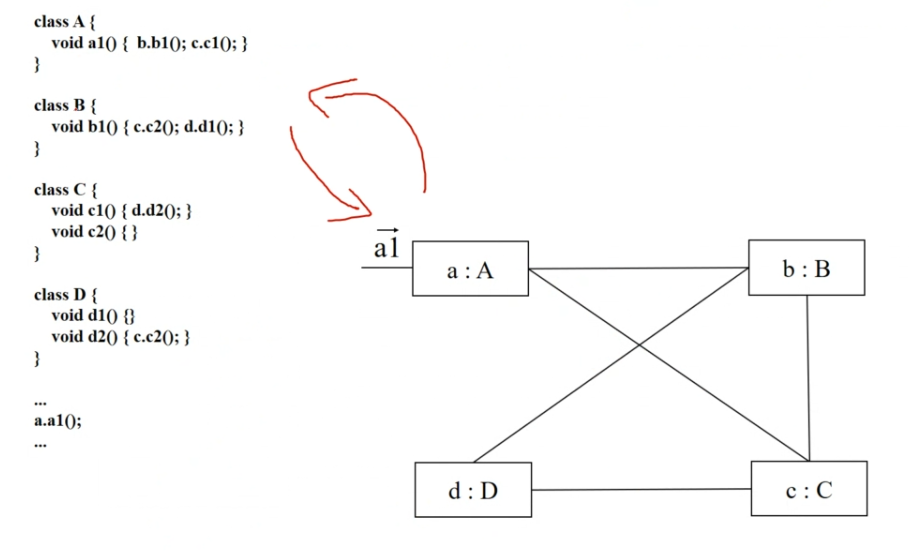 class A {
void a1() { b.b1(); c.c1(); }
}
class B {
void b1() { c.c2(); d.d1(); }
}
class C {
void c1() { d.d2(); }
void c2() { }
}
class D {
void d1() {}
void d2() { c.c2(); }
}
...
a.a1();
...
a1
a : A
b : B
d : D
c : C